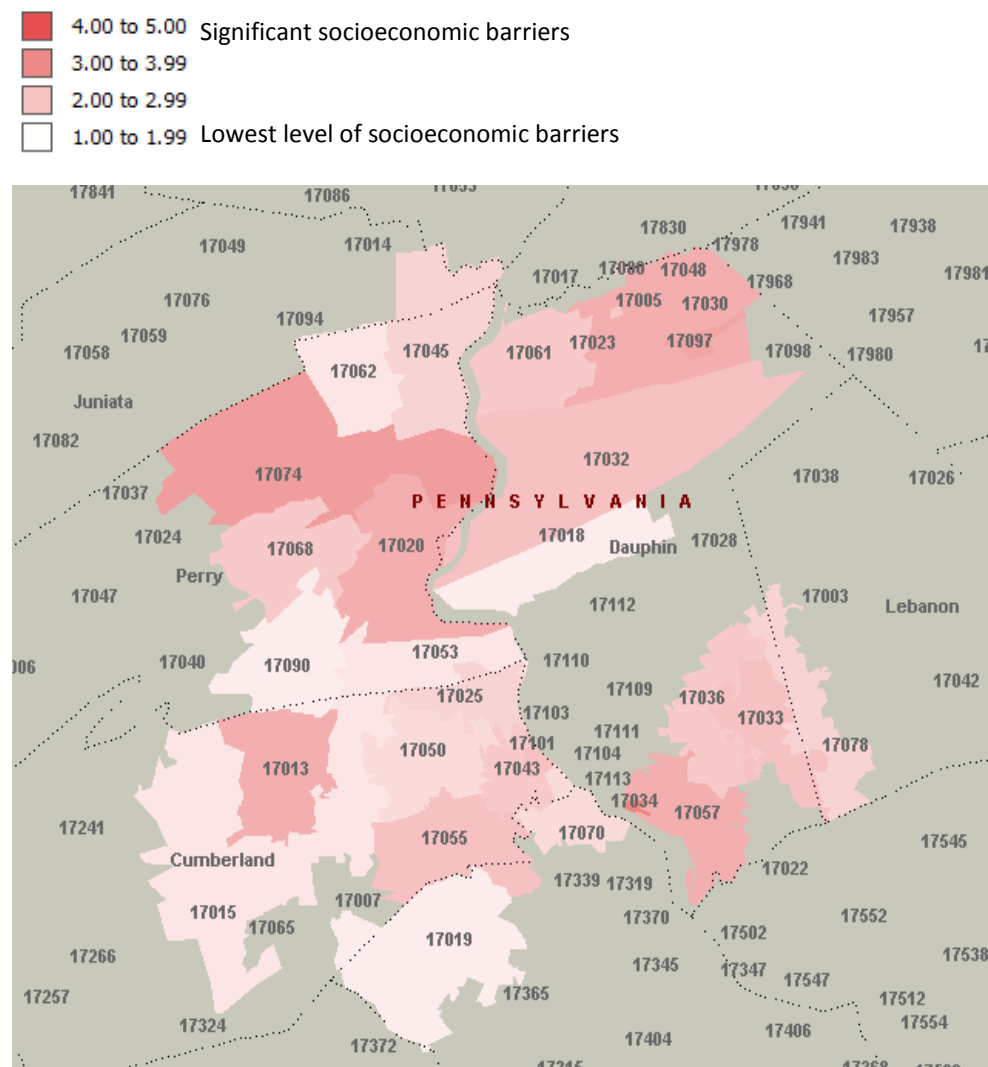 4.00 to 5.00 Significant socioeconomic barriers
3.00 to 3.99
2.00 to 2.99
1.00 to 1.99 Lowest level of socioeconomic barriers
17841 17086
17941 17938
17830
17049 17014 17978
17983
17017 17080 17048 17981
17968
17076 17005 17030
17094 17957
17059
17023 17097
17058 17045 17061 17098 17980
17062
Juniata
17082
17032
17074 17038 17026
17037 PENNSYLVANIA
17024 17018 17028
17068 17020 Dauphin
Perry
17047 17112 17003 Lebanon
17053
17040 17090 17110
17042
17025 17109 17036
17103 17033
17101 17111 17078
17050 17104
17013 17043 17113
17034 17057
17241 17055 17070 17545
Cumberland 17022
17339 17319
17007
17015 17065 17370 17552
17019 17502
17266 17345 17347 17538
17547
17257 17365 17512
17324 17554
17372 17404 17406